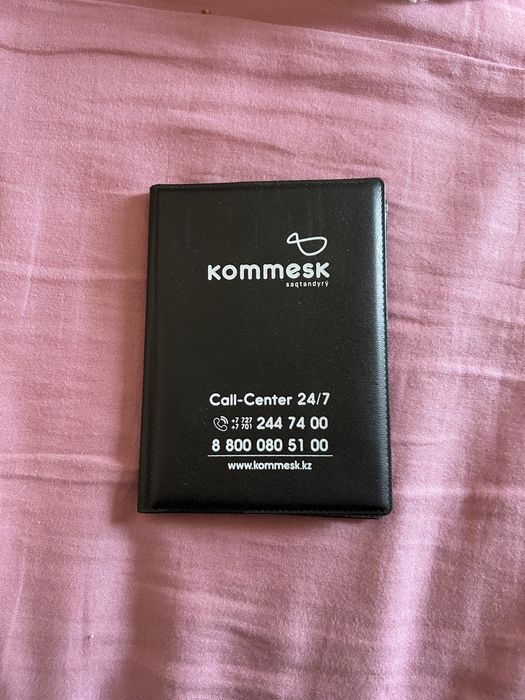 kommesk
saqtandyrý
Call-Center 24/7
+7 727
+7 701 244 74 00
8 800 080 51 00
www.kommesk.kz